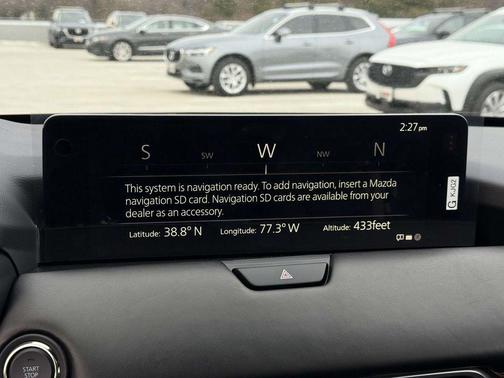 2:27 pm
S SW W NW N
This system is navigation ready. To add navigation, insert a Mazda
navigation SD card. Navigation SD cards are available from your
dealer as an accessory.
Latitude: 38.8° N Longitude: 77.3° W Altitude: 433feet
G KJG2
START
STOP